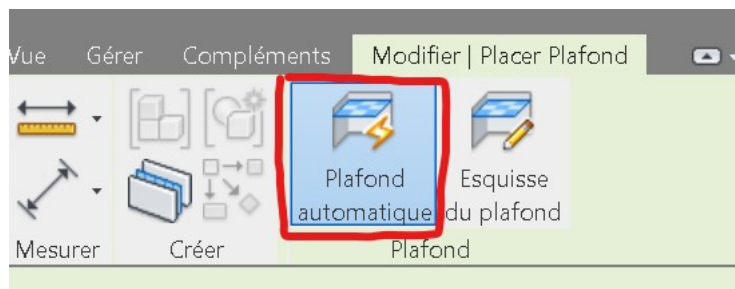 Vue Gérer Compléments Modifier | Placer Plafond
Plafond Esquisse
automatique du plafond
Mesurer Créer Plafond